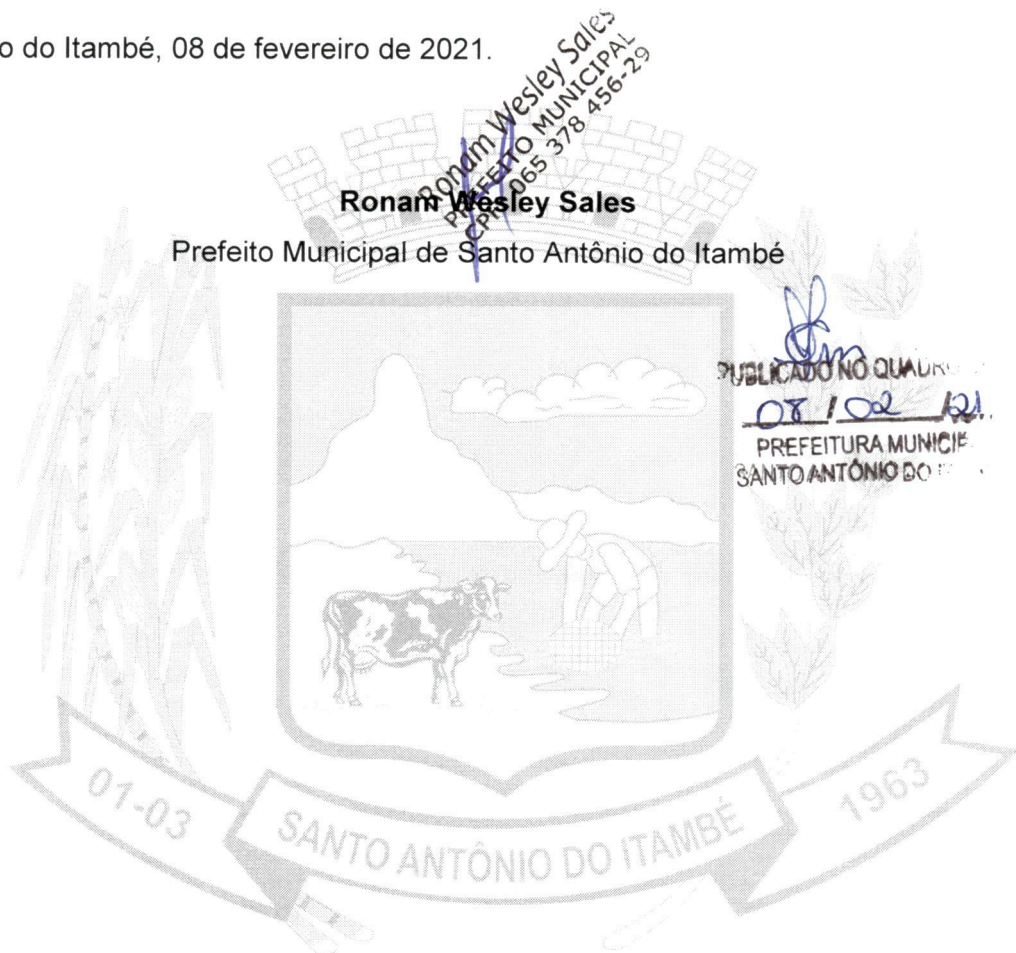 o do Itambé, 08 de fevereiro de 2021.
Ronam Wesley Sales
PREFEITO MUNICIPAL
CPF: 065 378 456-29
Ronam Wesley Sales
Prefeito Municipal de Santo Antônio do Itambé
PUBLICADO NO QUADR
08 / 02 /21.
PREFEITURA MUNICIP
SANTO ANTÔNIO DO I
01-03
SANTO ANTÔNIO DO ITAMBÉ
1963